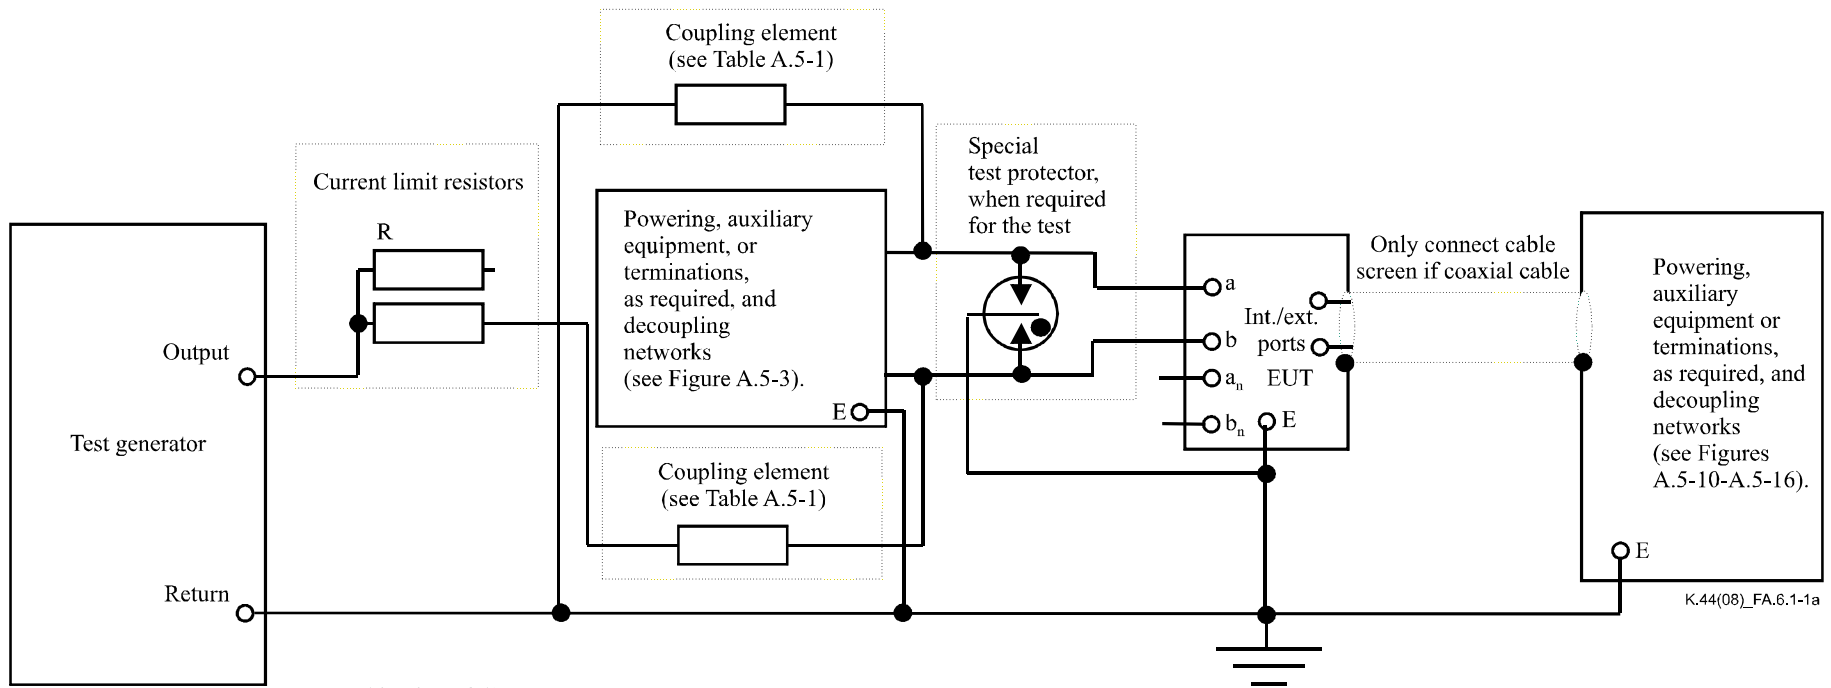 Coupling element
(see Table A.5-1)
Current limit resistors
R
Special
test protector,
when required
for the test
Powering, auxiliary
equipment, or
terminations,
as required, and
decoupling
networks
(see Figure A.5-3).
E
Coupling element
(see Table A.5-1)
Output
Test generator
Return
a
b
Int./ext.
ports
an
EUT
bn
E
Only connect cable
screen if coaxial cable
Powering,
auxiliary
equipment or
terminations,
as required, and
decoupling
networks
(see Figures
A.5-10-A.5-16).
E
K.44(08)_FA.6.1-1a